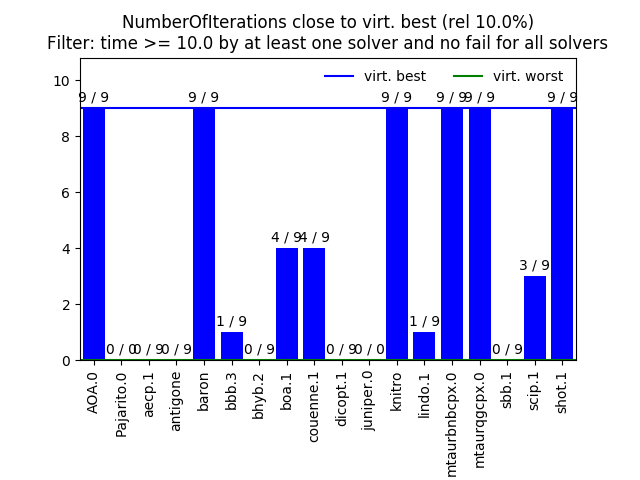 NumberOfIterations close to virt. best (rel 10.0%)
Filter: time >= 10.0 by at least one solver and no fail for all solvers
virt. best
virt. worst
10
8
6
4
2
0
9 / 9
0 / 0
0 / 9
0 / 9
9 / 9
1 / 9
0 / 9
4 / 9
4 / 9
0 / 9
0 / 0
9 / 9
1 / 9
9 / 9
9 / 9
0 / 9
3 / 9
9 / 9
AOA.0
Pajarito.0
aecp.1
antigone
baron
bbb.3
bhyb.2
boa.1
couenne.1
dicopt.1
juniper.0
knitro
lindo.1
mtaurbnbcpx.0
mtaurqgcpx.0
sbb.1
scip.1
shot.1